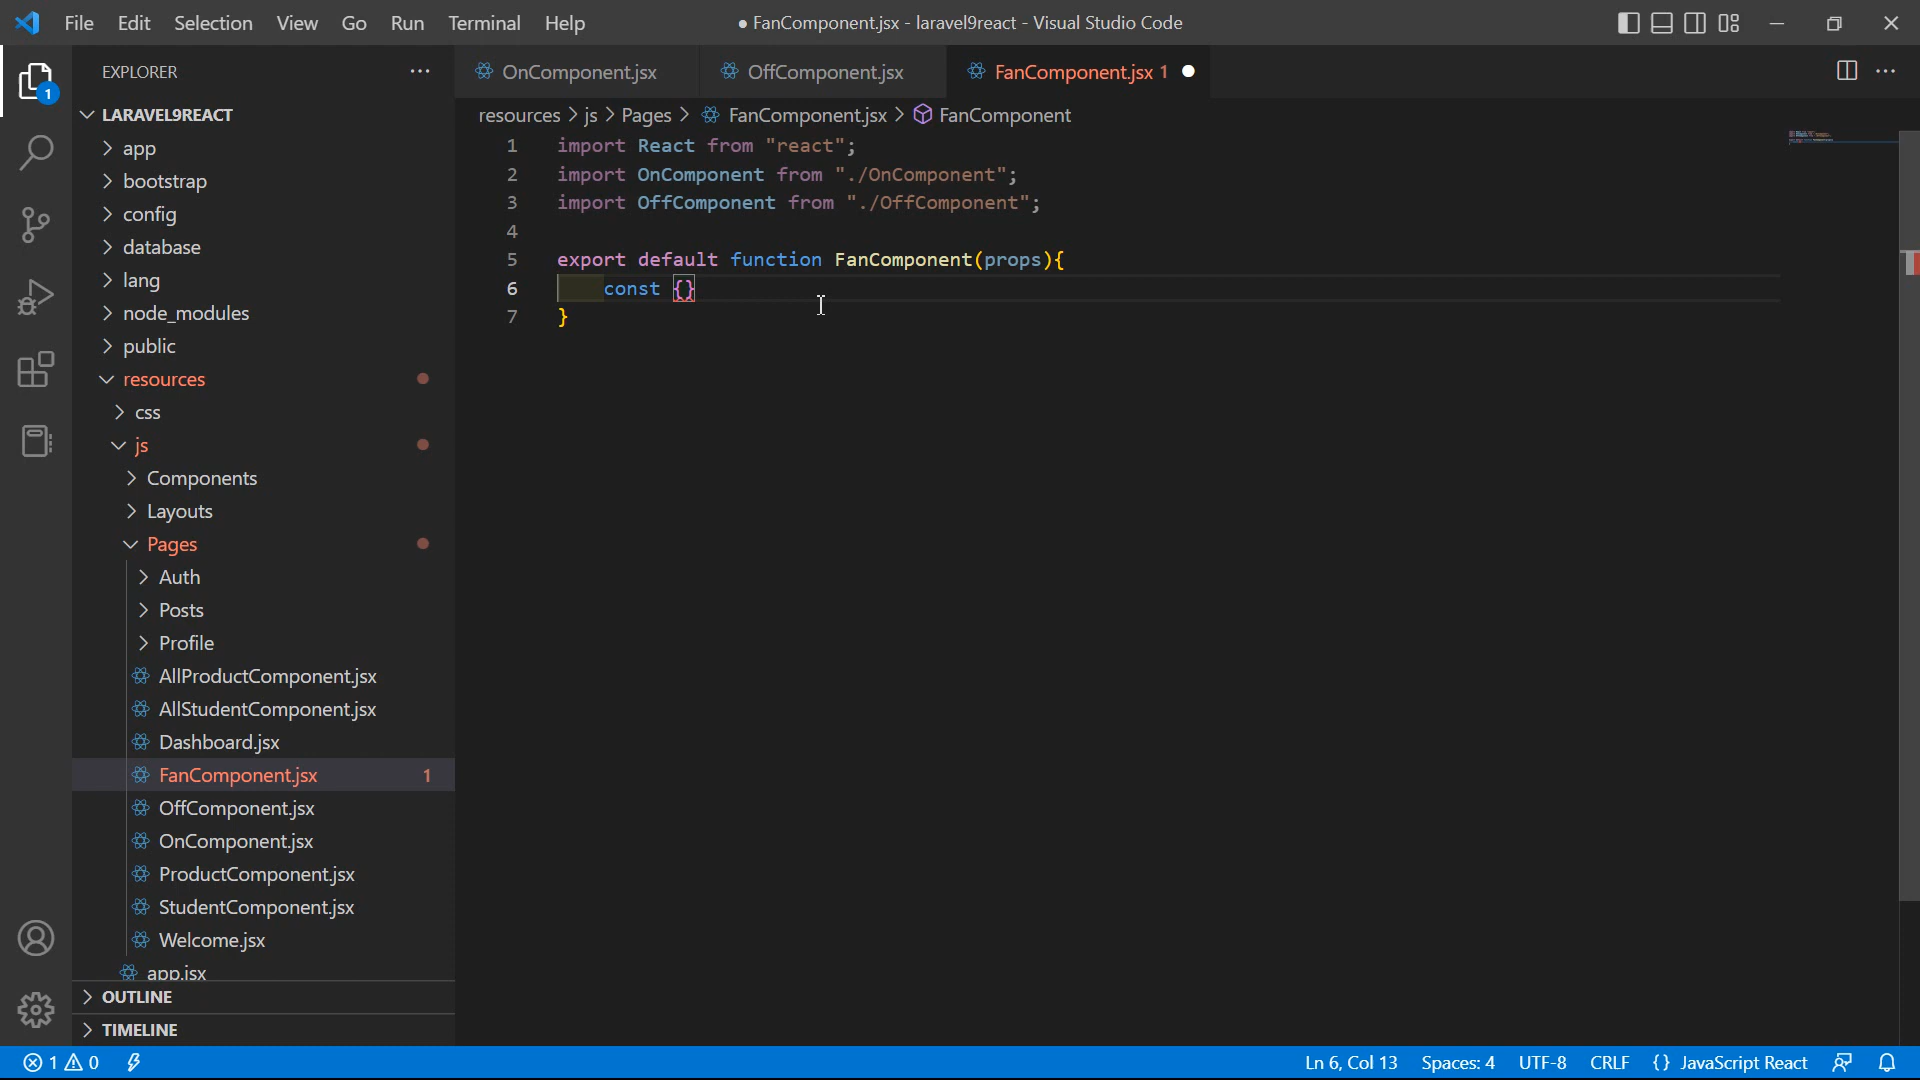 File Edit Selection View Go Run Terminal Help
● FanComponent.jsx - laravel9react - Visual Studio Code
EXPLORER
LARAVEL9REACT
app
bootstrap
config
database
lang
node_modules
public
resources
css
js
Components
Layouts
Pages
Auth
Posts
Profile
AllProductComponent.jsx
AllStudentComponent.jsx
Dashboard.jsx
FanComponent.jsx 1
OffComponent.jsx
OnComponent.jsx
ProductComponent.jsx
StudentComponent.jsx
Welcome.jsx
app.jsx
OUTLINE
TIMELINE
1
OnComponent.jsx OffComponent.jsx FanComponent.jsx 1 ●
resources > js > Pages > FanComponent.jsx > FanComponent
1 import React from "react";
2 import OnComponent from "./OnComponent";
3 import OffComponent from "./OffComponent";
4
5 export default function FanComponent(props){
6 const {}
7 }
1 0 Ln 6, Col 13 Spaces: 4 UTF-8 CRLF {} JavaScript React